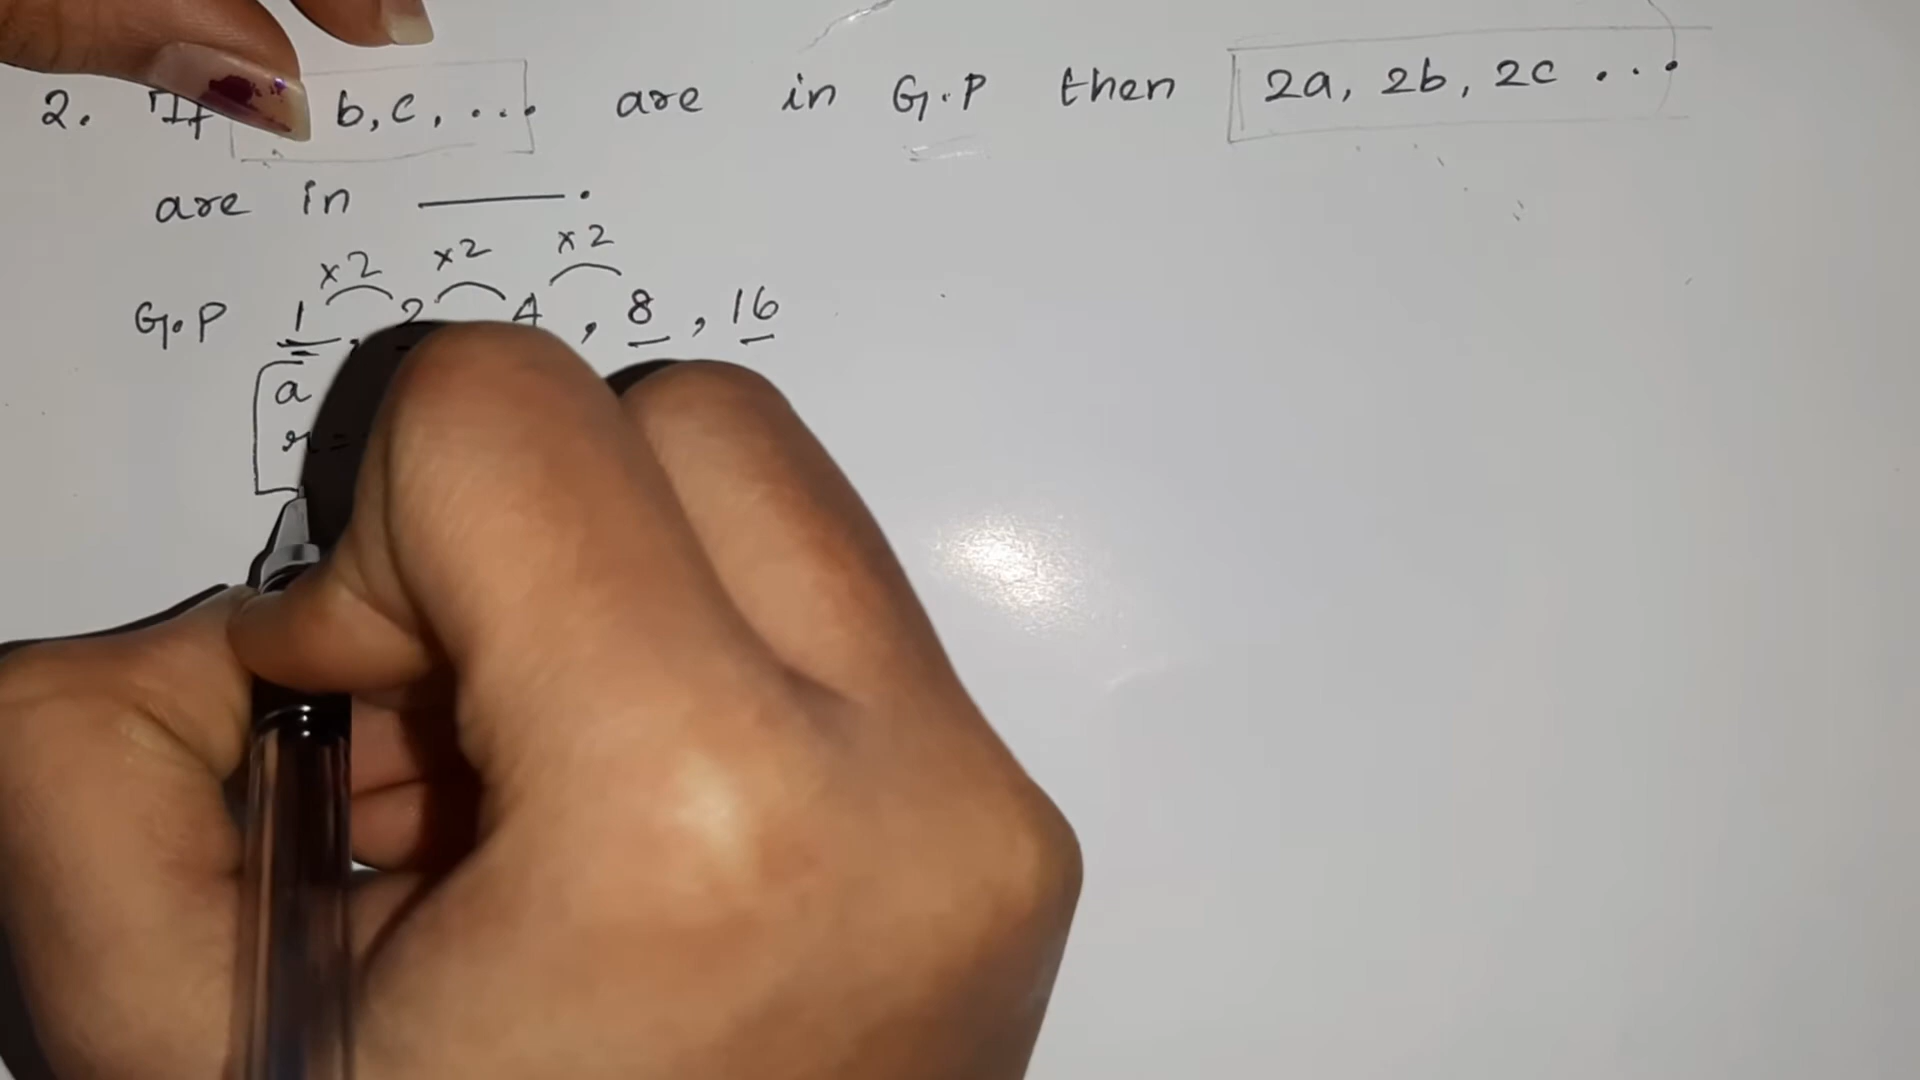 2. If b, c, ... are in G.P then 2a, 2b, 2c ...
are in ______.
×2 ×2 ×2
G.P 1, 2 4, 8, 16
a
r =